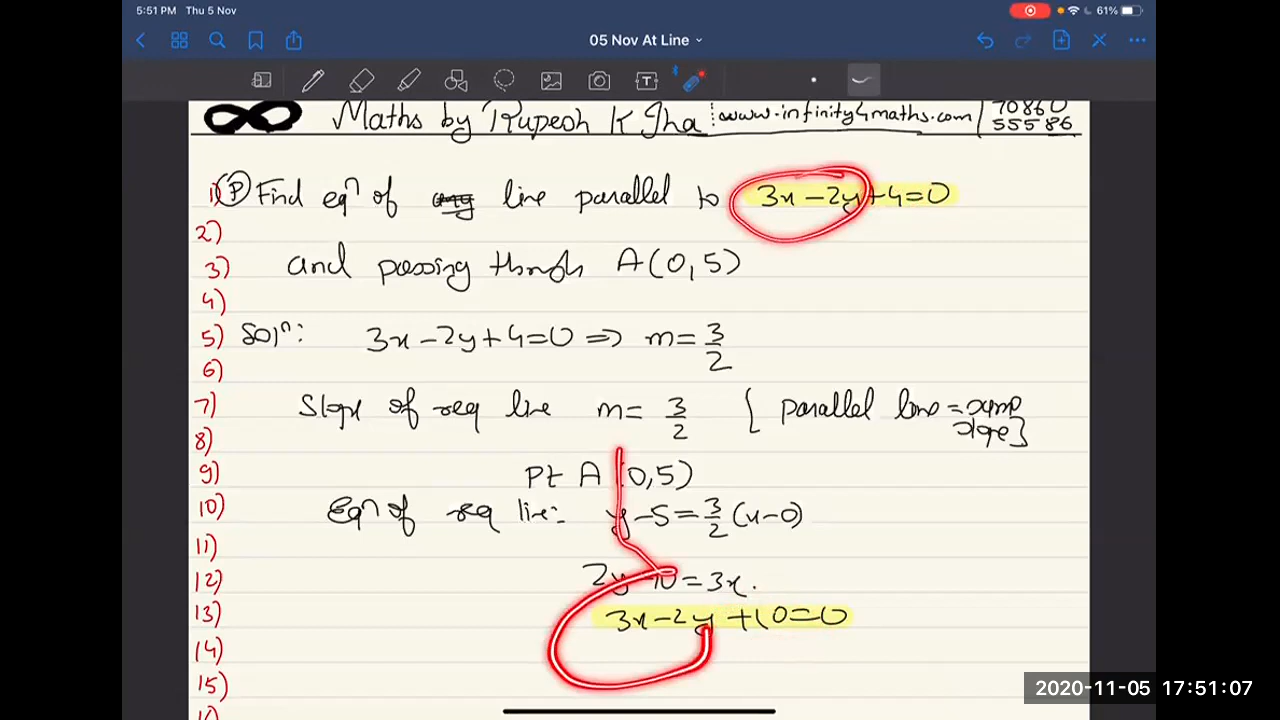 5:51 PM Thu 5 Nov
61%
05 Nov At Line
Maths by Rupesh K Jha
www.infinity4maths.com
70860
55586
1) (P) Find eqⁿ of any line parallel to 3x-2y+4=0
2)
3) and passing through A(0,5)
4)
5) Solⁿ: 3x-2y+4=0 => m=3/2
6)
7) Slope of req line m= 3/2 { parallel line =
8) slope}
9) Pt A(0,5)
10) Eqⁿ of req line:- y-5=3/2(x-0)
11)
12) 2y-10=3x.
13) 3x-2y+10=0
14)
15)
2020-11-05 17:51:07